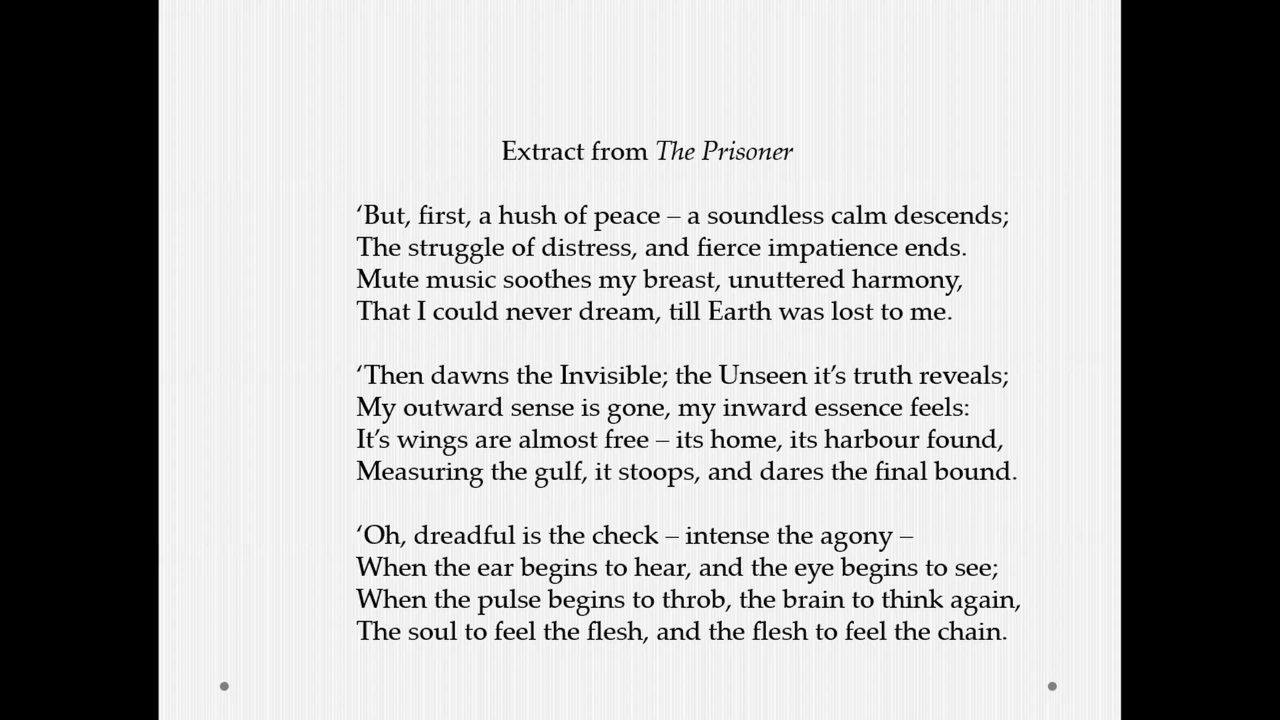 Extract from The Prisoner
‘But, first, a hush of peace – a soundless calm descends;
The struggle of distress, and fierce impatience ends.
Mute music soothes my breast, unuttered harmony,
That I could never dream, till Earth was lost to me.
‘Then dawns the Invisible; the Unseen it’s truth reveals;
My outward sense is gone, my inward essence feels:
It’s wings are almost free – its home, its harbour found,
Measuring the gulf, it stoops, and dares the final bound.
‘Oh, dreadful is the check – intense the agony –
When the ear begins to hear, and the eye begins to see;
When the pulse begins to throb, the brain to think again,
The soul to feel the flesh, and the flesh to feel the chain.